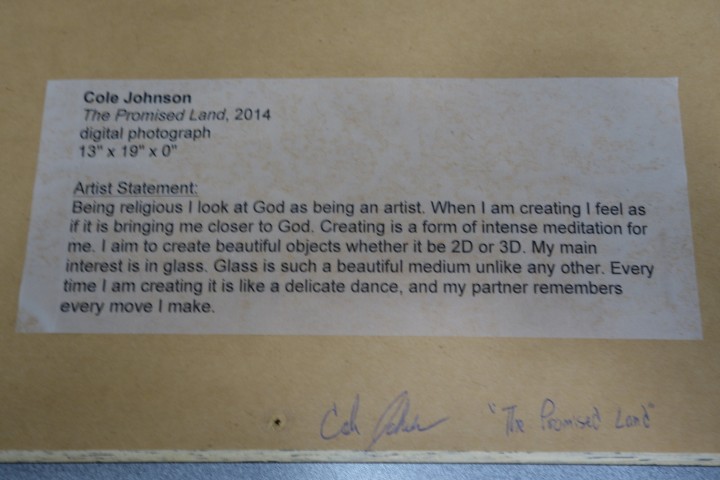 Cole Johnson
The Promised Land, 2014
digital photograph
13" x 19" x 0"
Artist Statement:
Being religious I look at God as being an artist. When I am creating I feel as
if it is bringing me closer to God. Creating is a form of intense meditation for
me. I aim to create beautiful objects whether it be 2D or 3D. My main
interest is in glass. Glass is such a beautiful medium unlike any other. Every
time I am creating it is like a delicate dance, and my partner remembers
every move I make.
Cole Johnson "The Promised Land"